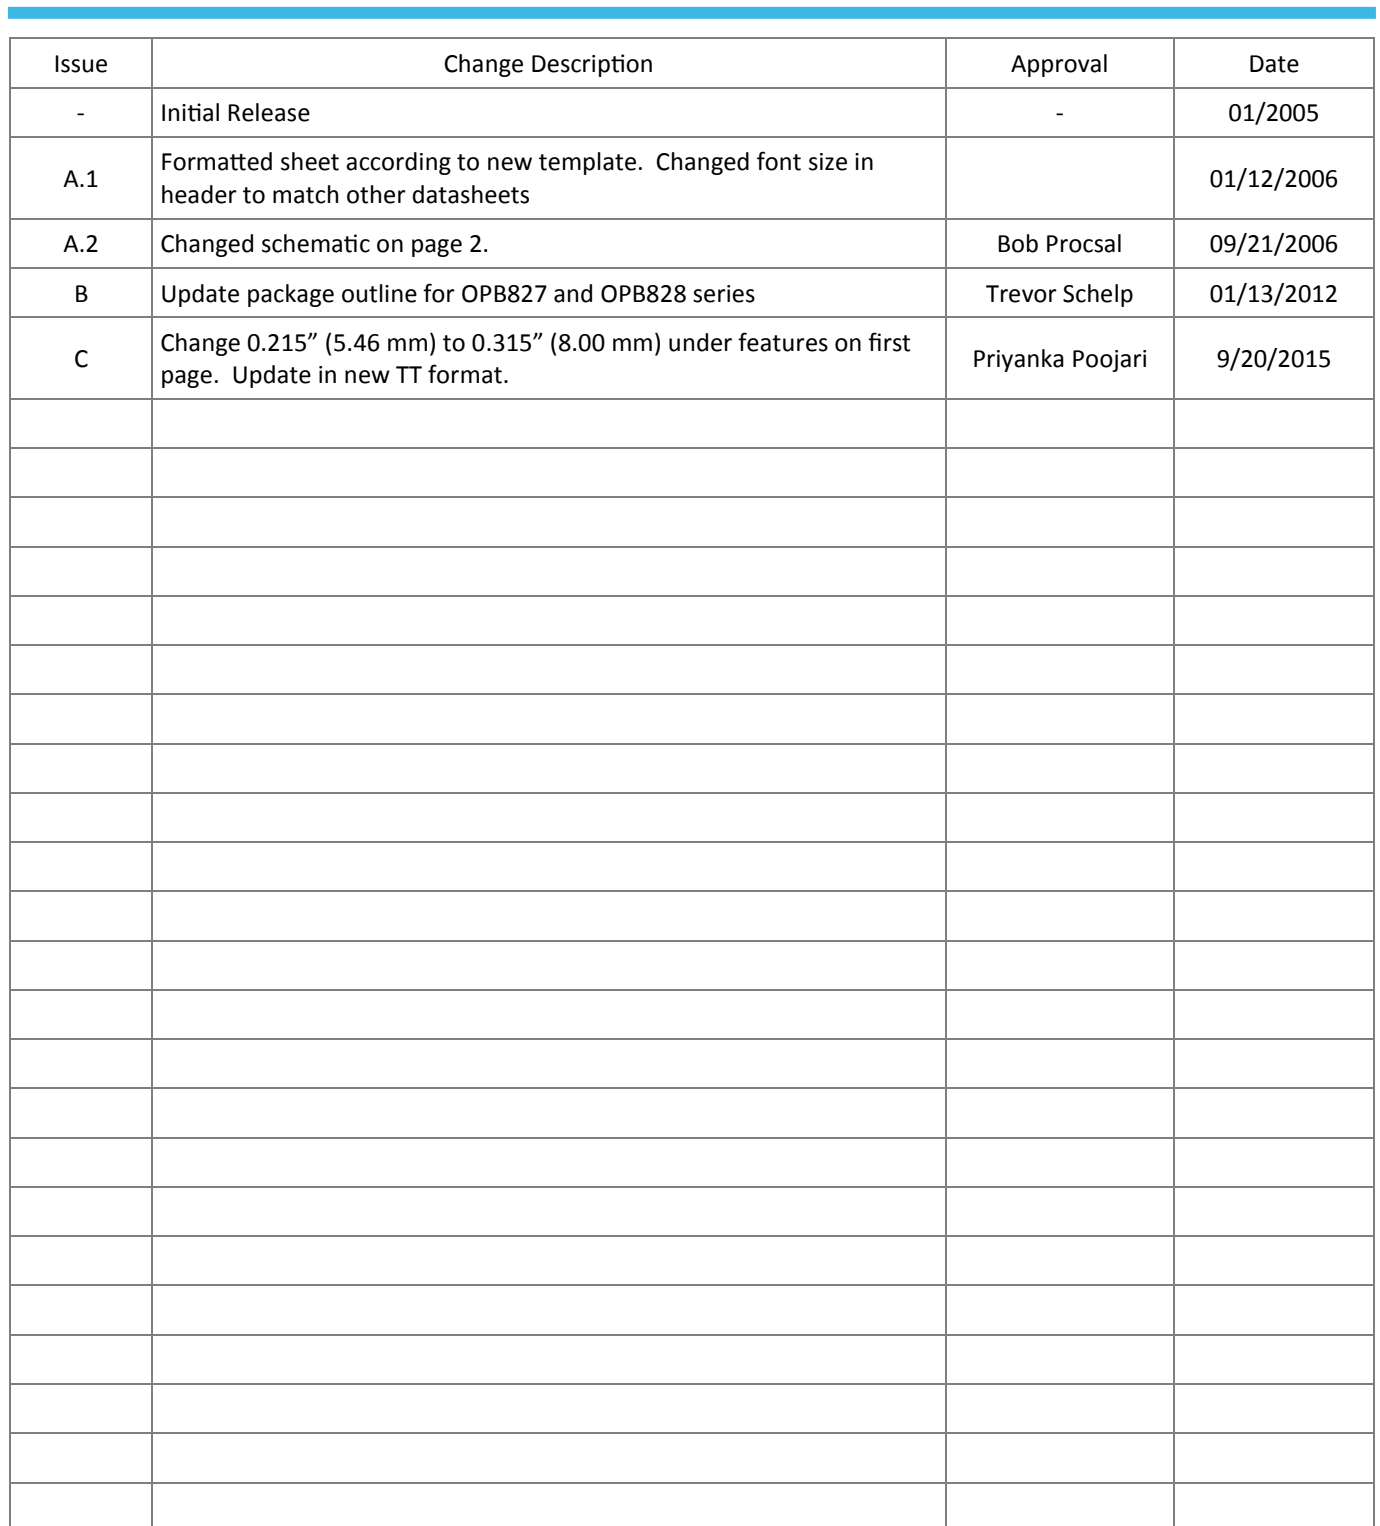 Issue Change Description Approval Date
- Initial Release - 01/2005
A.1 Formatted sheet according to new template.  Changed font size in
header to match other datasheets 01/12/2006
A.2 Changed schematic on page 2. Bob Procsal 09/21/2006
B Update package outline for OPB827 and OPB828 series Trevor Schelp 01/13/2012
C Change 0.215” (5.46 mm) to 0.315” (8.00 mm) under features on first
page.  Update in new TT format. Priyanka Poojari 9/20/2015